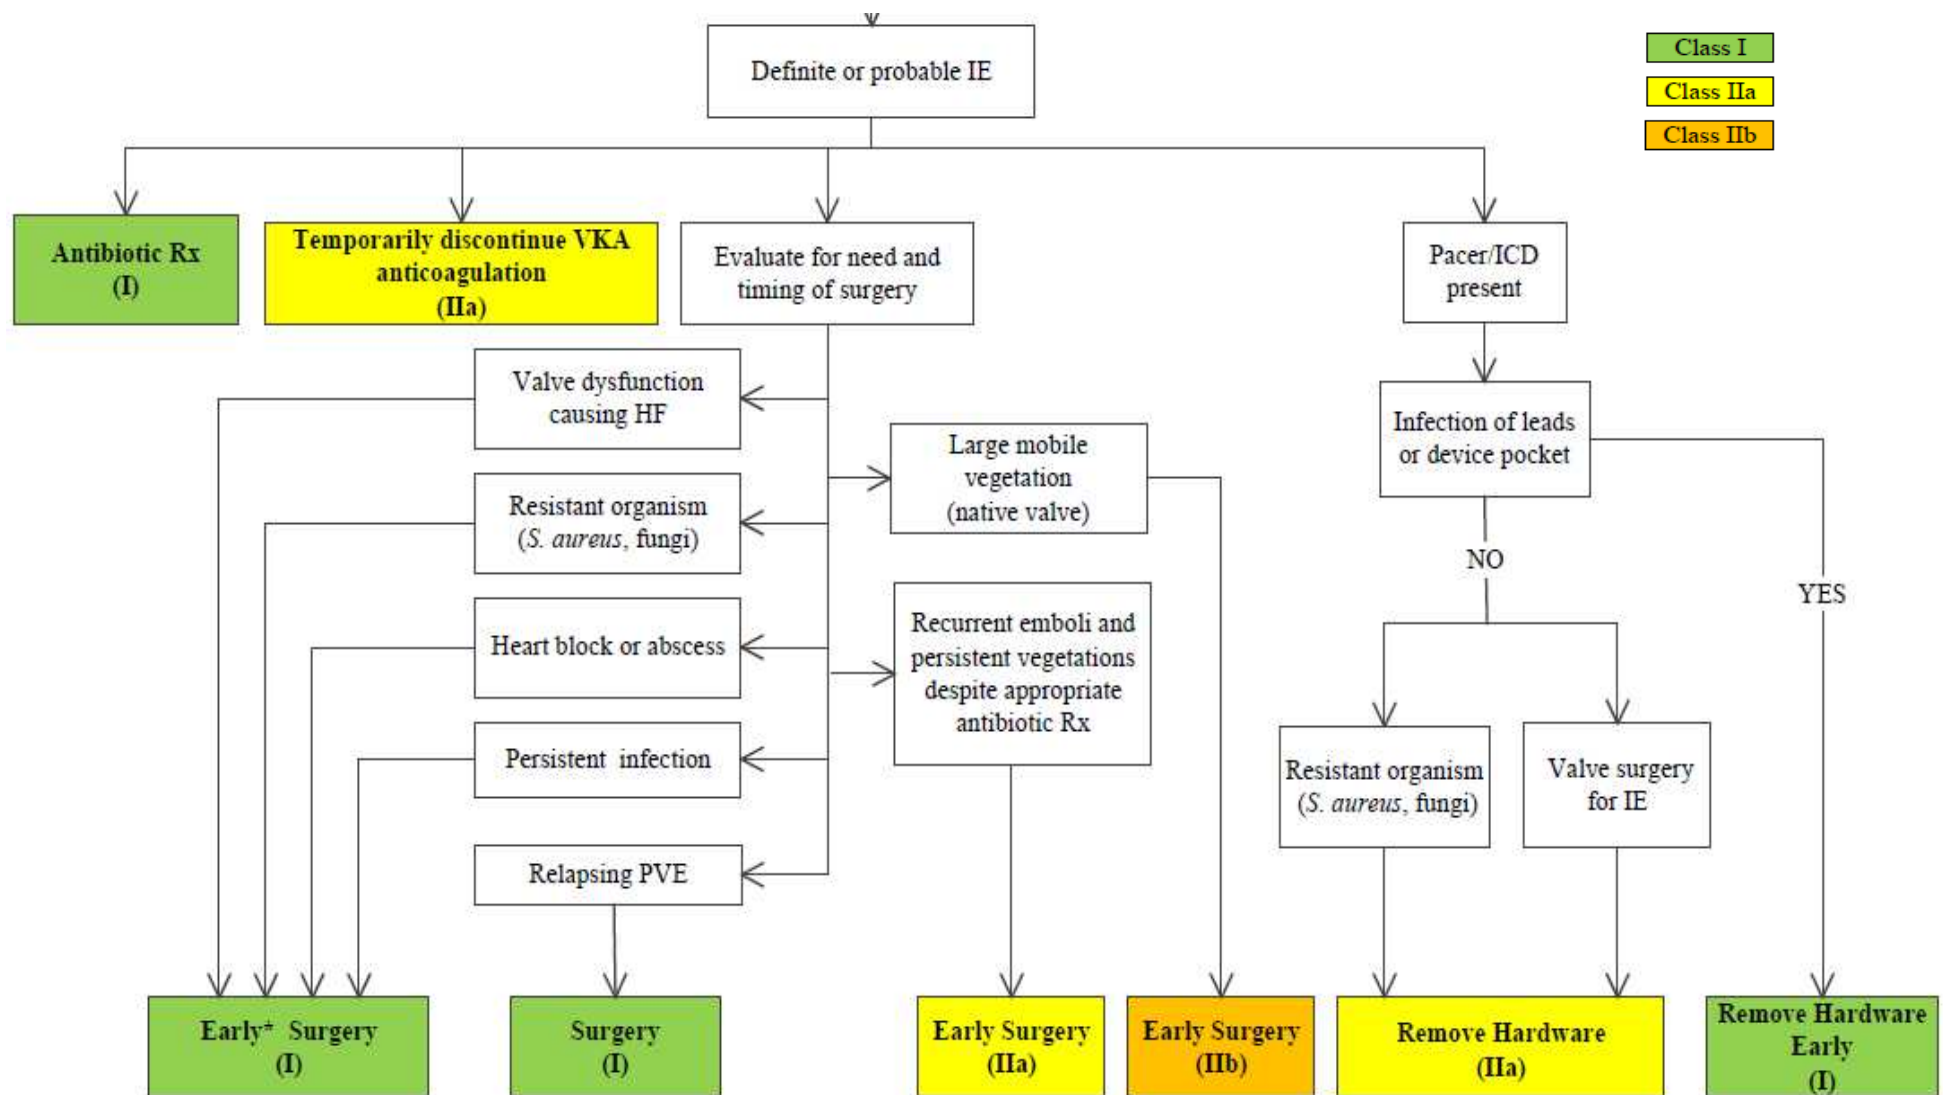 Definite or probable IE
Class I
Class IIa
Class IIb
Antibiotic Rx
(I)
Temporarily discontinue VKA
anticoagulation
(IIa)
Evaluate for need and
timing of surgery
Pacer/ICD
present
Valve dysfunction
causing HF
Large mobile
vegetation
(native valve)
Infection of leads
or device pocket
Resistant organism
(S. aureus, fungi)
NO
YES
Heart block or abscess
Recurrent emboli and
persistent vegetations
despite appropriate
antibiotic Rx
Persistent infection
Resistant organism
(S. aureus, fungi)
Valve surgery
for IE
Relapsing PVE
Early* Surgery
(I)
Surgery
(I)
Early Surgery
(IIa)
Early Surgery
(IIb)
Remove Hardware
(IIa)
Remove Hardware
Early
(I)